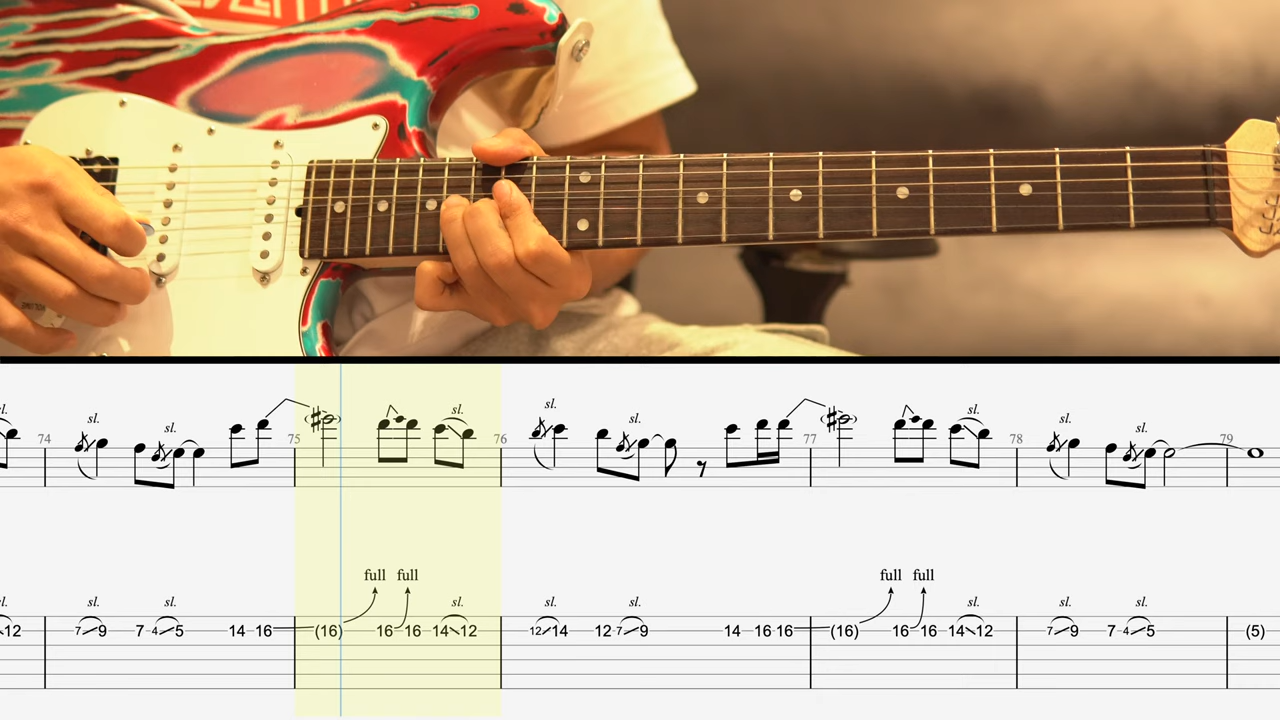 sl. sl. sl. sl. sl. sl. sl. sl. sl.
74 75 76 77 78 79
full full full full
sl. sl. sl. sl. sl. sl. sl. sl. sl.
12 7 9 7 4 5 14 16 (16) 16 16 14 12 12 14 12 7 9 14 16 16 (16) 16 16 14 12 7 9 7 4 5 (5)